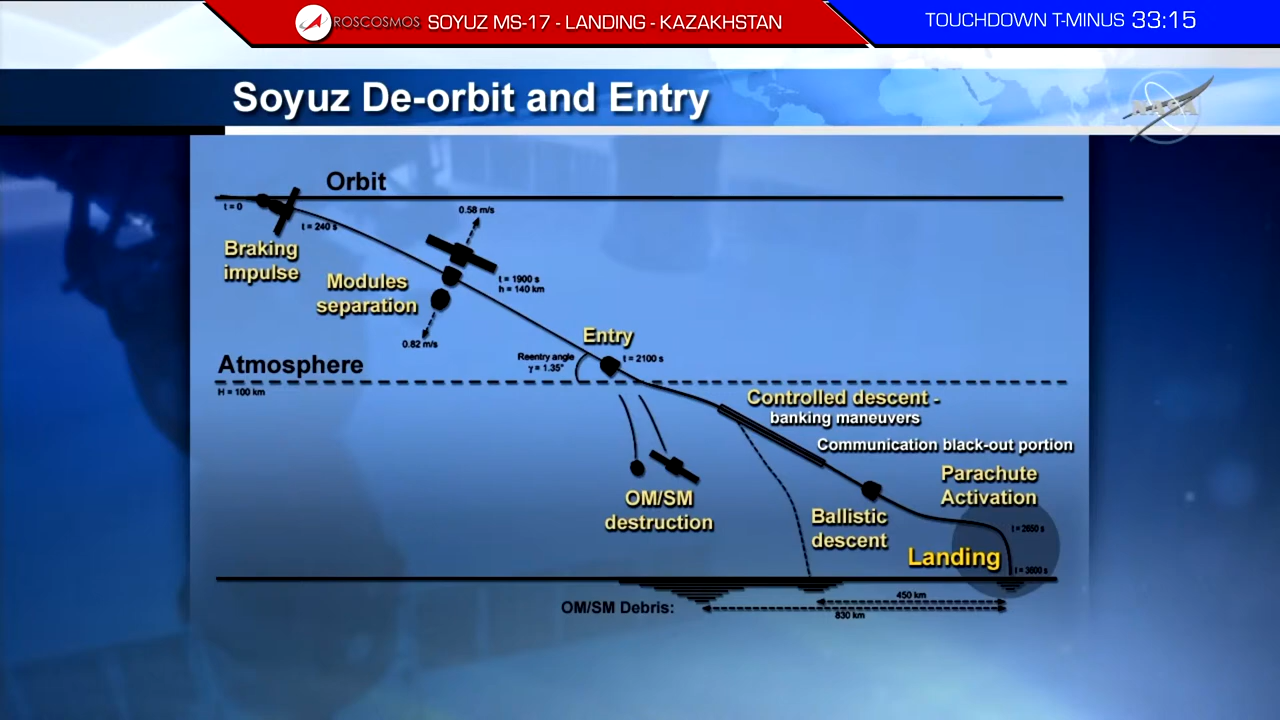 ROSCOSMOS SOYUZ MS-17 - LANDING - KAZAKHSTAN
TOUCHDOWN T-MINUS 33:15
Soyuz De-orbit and Entry
NASA
Orbit
t = 0
t = 240 s
0.58 m/s
Braking
impulse
Modules
separation
t = 1900 s
h = 140 km
0.82 m/s
Entry
Reentry angle
γ = 1.35°
t = 2100 s
Atmosphere
H = 100 km
Controlled descent -
banking maneuvers
Communication black-out portion
Parachute
Activation
OM/SM
destruction
Ballistic
descent
t = 2650 s
Landing
t = 3600 s
OM/SM Debris:
450 km
830 km